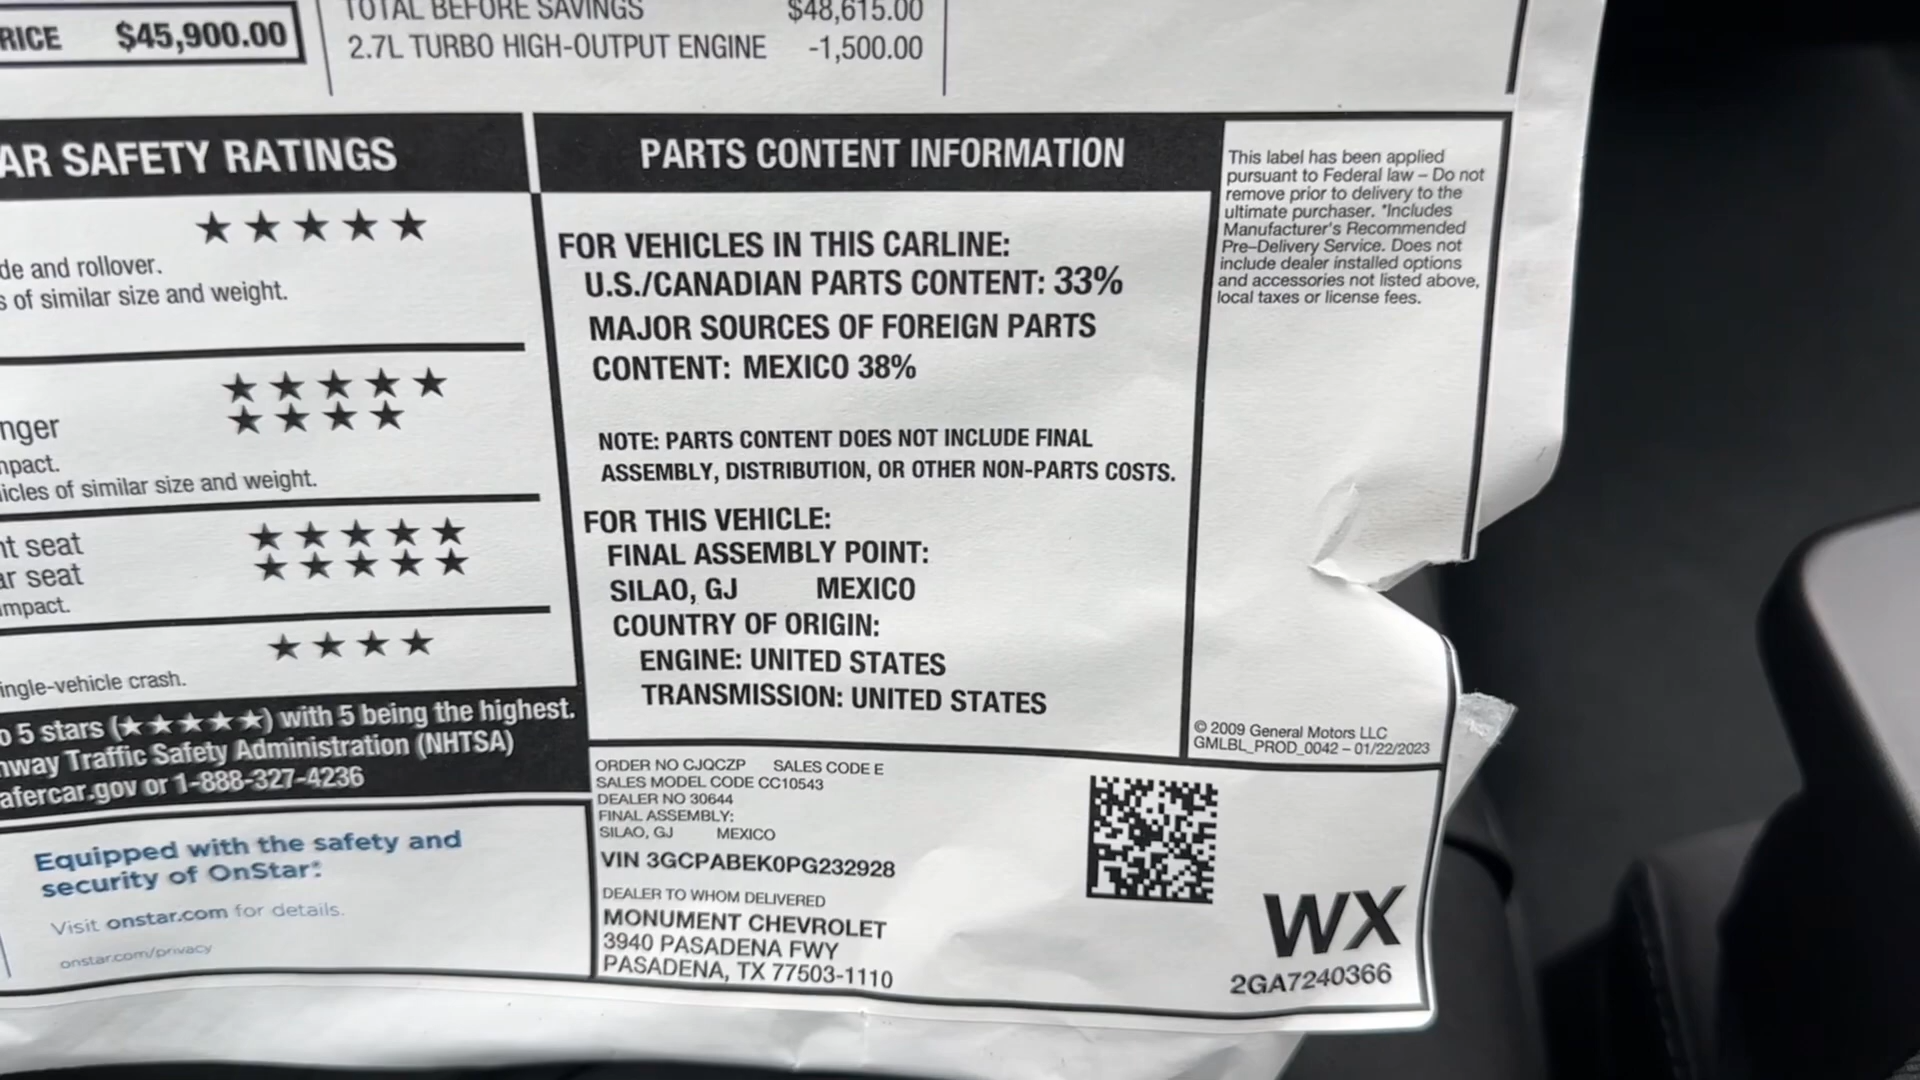 RICE $45,900.00
TOTAL BEFORE SAVINGS $48,615.00
2.7L TURBO HIGH-OUTPUT ENGINE -1,500.00
AR SAFETY RATINGS
★★★★★
de and rollover.
s of similar size and weight.
★★★★★
nger ★★★★
mpact.
icles of similar size and weight.
nt seat ★★★★★
ar seat ★★★★★
impact.
★★★★
ingle-vehicle crash.
o 5 stars (★★★★★) with 5 being the highest.
hway Traffic Safety Administration (NHTSA)
afercar.gov or 1-888-327-4236
Equipped with the safety and
security of OnStar®
Visit onstar.com for details.
onstar.com/privacy
PARTS CONTENT INFORMATION
FOR VEHICLES IN THIS CARLINE:
U.S./CANADIAN PARTS CONTENT: 33%
MAJOR SOURCES OF FOREIGN PARTS
CONTENT: MEXICO 38%
NOTE: PARTS CONTENT DOES NOT INCLUDE FINAL
ASSEMBLY, DISTRIBUTION, OR OTHER NON-PARTS COSTS.
FOR THIS VEHICLE:
FINAL ASSEMBLY POINT:
SILAO, GJ MEXICO
COUNTRY OF ORIGIN:
ENGINE: UNITED STATES
TRANSMISSION: UNITED STATES
This label has been applied
pursuant to Federal law – Do not
remove prior to delivery to the
ultimate purchaser. *Includes
Manufacturer's Recommended
Pre–Delivery Service. Does not
include dealer installed options
and accessories not listed above,
local taxes or license fees.
© 2009 General Motors LLC
GMLBL_PROD_0042 – 01/22/2023
ORDER NO CJQCZP SALES CODE E
SALES MODEL CODE CC10543
DEALER NO 30644
FINAL ASSEMBLY:
SILAO, GJ MEXICO
VIN 3GCPABEK0PG232928
DEALER TO WHOM DELIVERED
MONUMENT CHEVROLET
3940 PASADENA FWY
PASADENA, TX 77503-1110
WX
2GA7240366